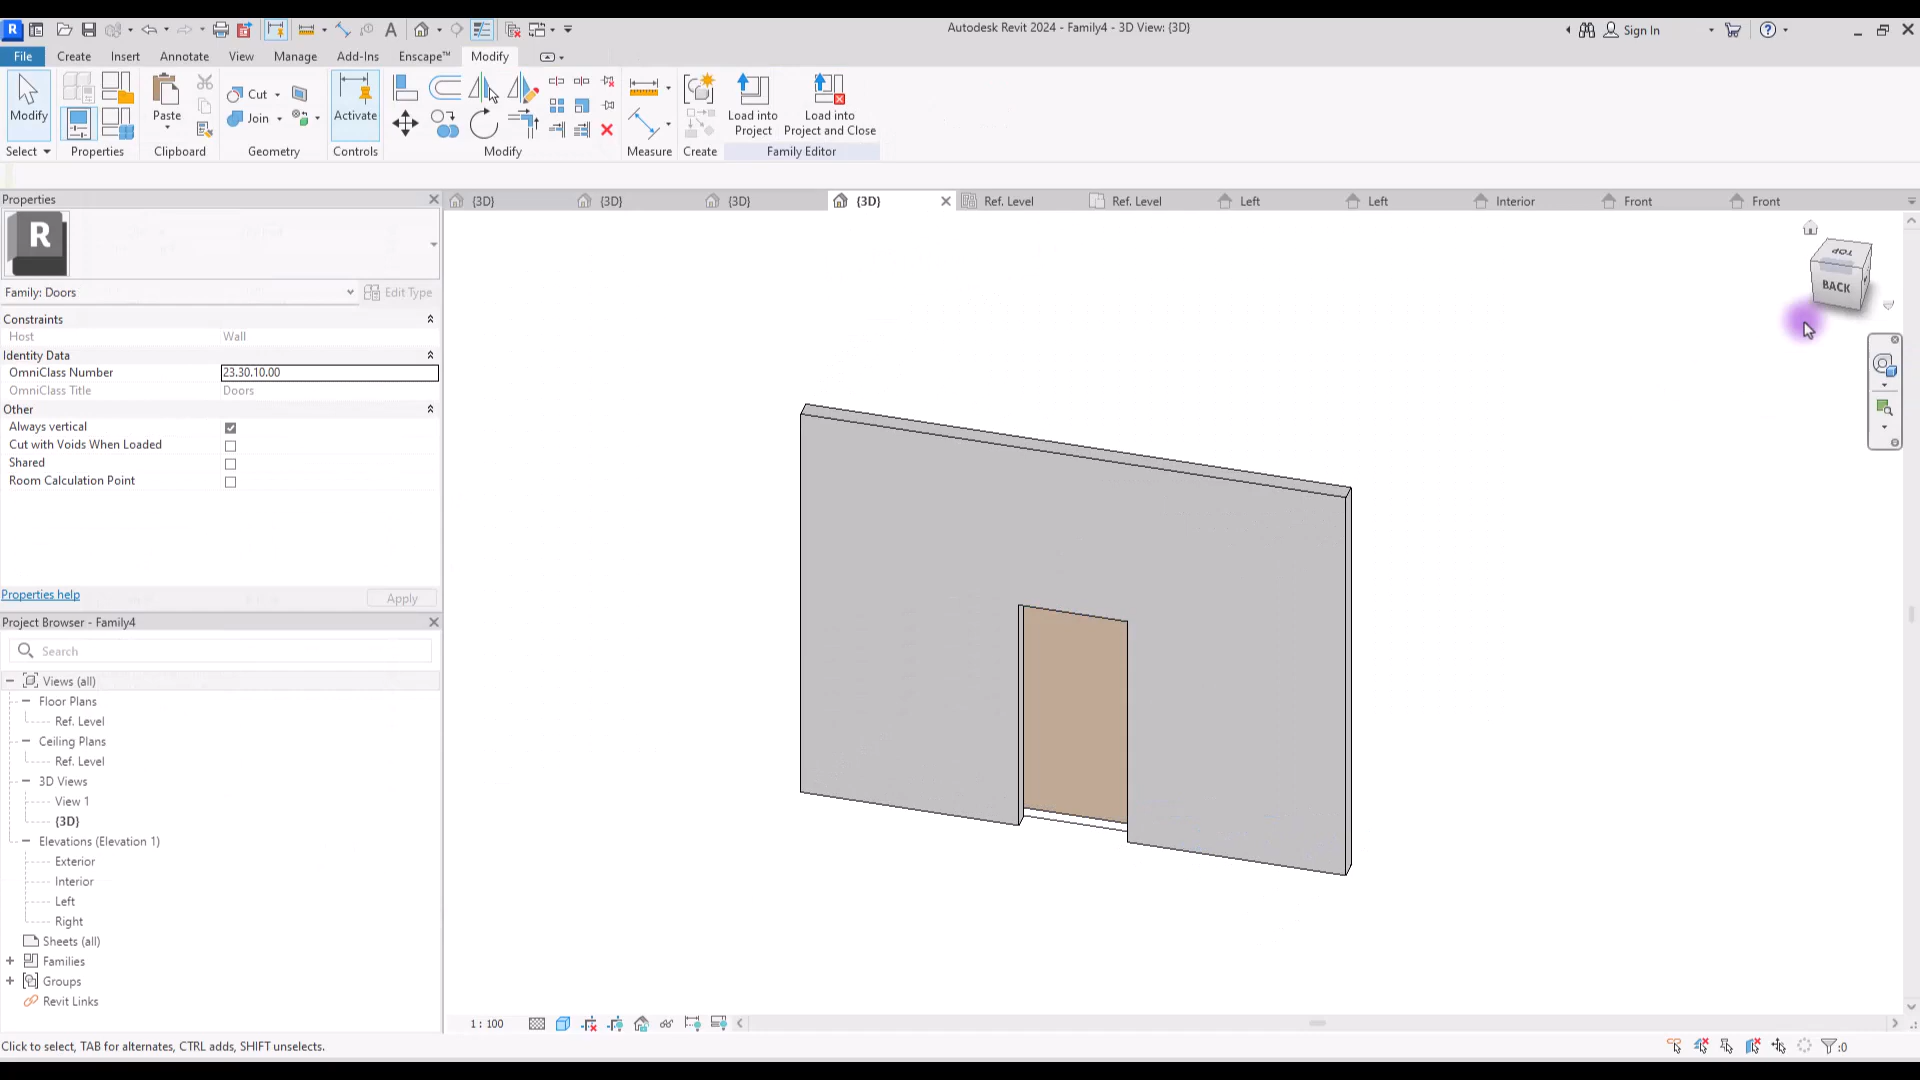 Autodesk Revit 2024 - Family4 - 3D View: {3D}
Sign In
File Create Insert Annotate View Manage Add-Ins Enscape™ Modify
Modify
Paste
Cut
Join
Activate
Load into Project
Load into Project and Close
Select Properties Clipboard Geometry Controls Modify Measure Create Family Editor
Properties
{3D} {3D} {3D} {3D} Ref. Level Ref. Level Left Left Interior Front Front
R
Family: Doors
Edit Type
Constraints
Host Wall
Identity Data
OmniClass Number 23.30.10.00
OmniClass Title Doors
Other
Always vertical
Cut with Voids When Loaded
Shared
Room Calculation Point
Properties help
Apply
Project Browser - Family4
Search
Views (all)
Floor Plans
Ref. Level
Ceiling Plans
Ref. Level
3D Views
View 1
{3D}
Elevations (Elevation 1)
Exterior
Interior
Left
Right
Sheets (all)
Families
Groups
Revit Links
TOP
BACK
1 : 100
Click to select, TAB for alternates, CTRL adds, SHIFT unselects.
:0